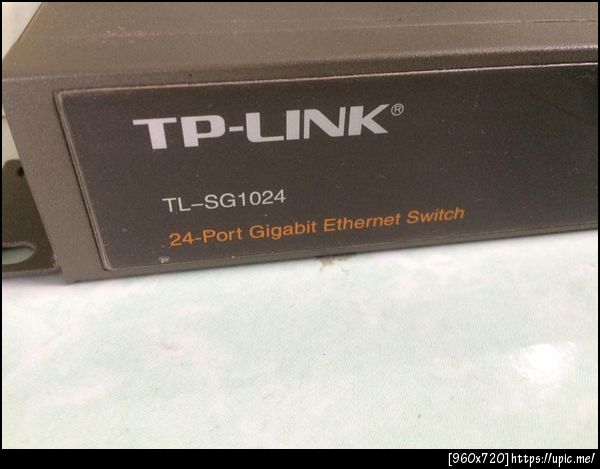 TP-LINK®
TL-SG1024
24-Port Gigabit Ethernet Switch
[960x720]https://upic.me/